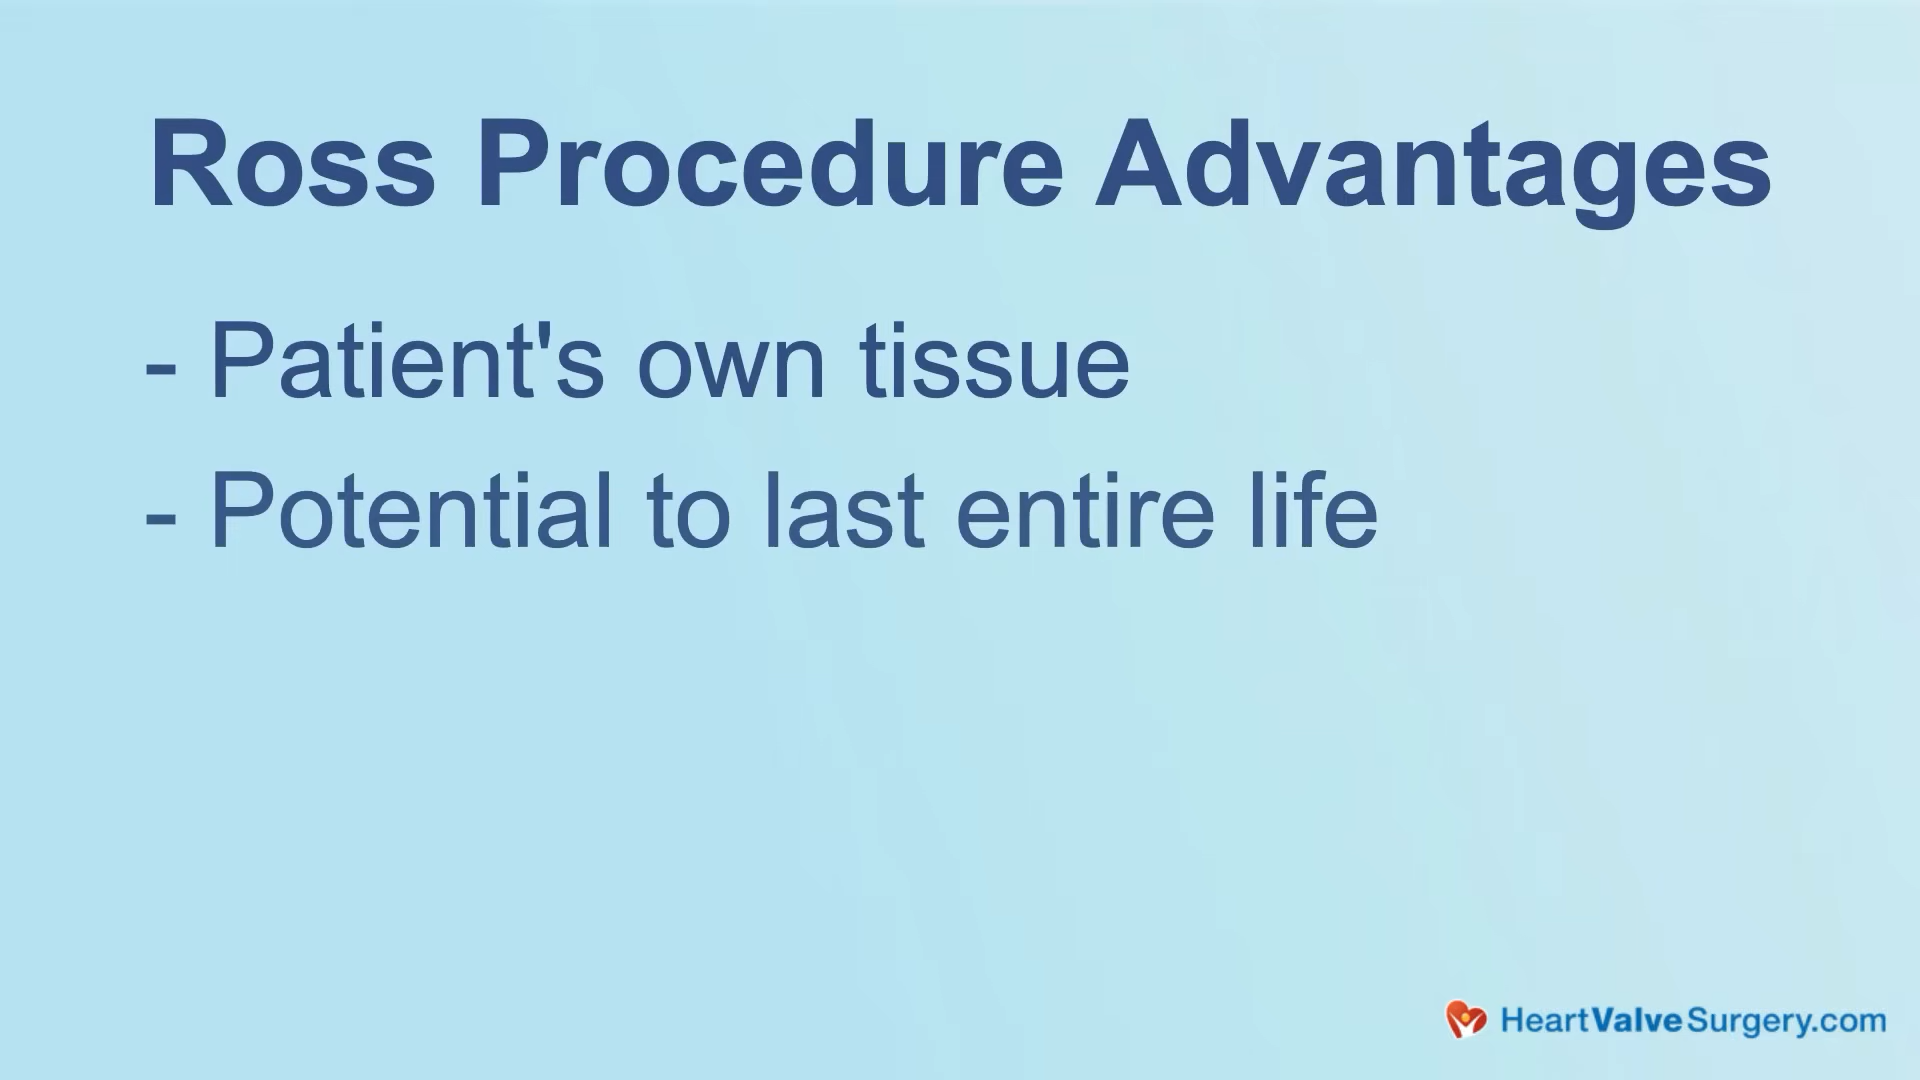 Ross Procedure Advantages
- Patient's own tissue
- Potential to last entire life
HeartValveSurgery.com